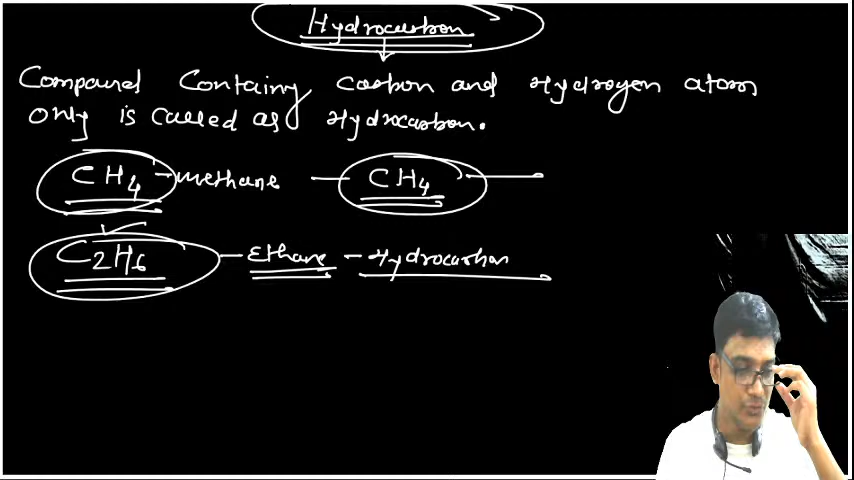 Hydrocarbon
Compound Containing Carbon and Hydrogen atom
only is called as Hydrocarbon.
CH4 - methane — CH4 —
C2H6 - Ethane - Hydrocarbon